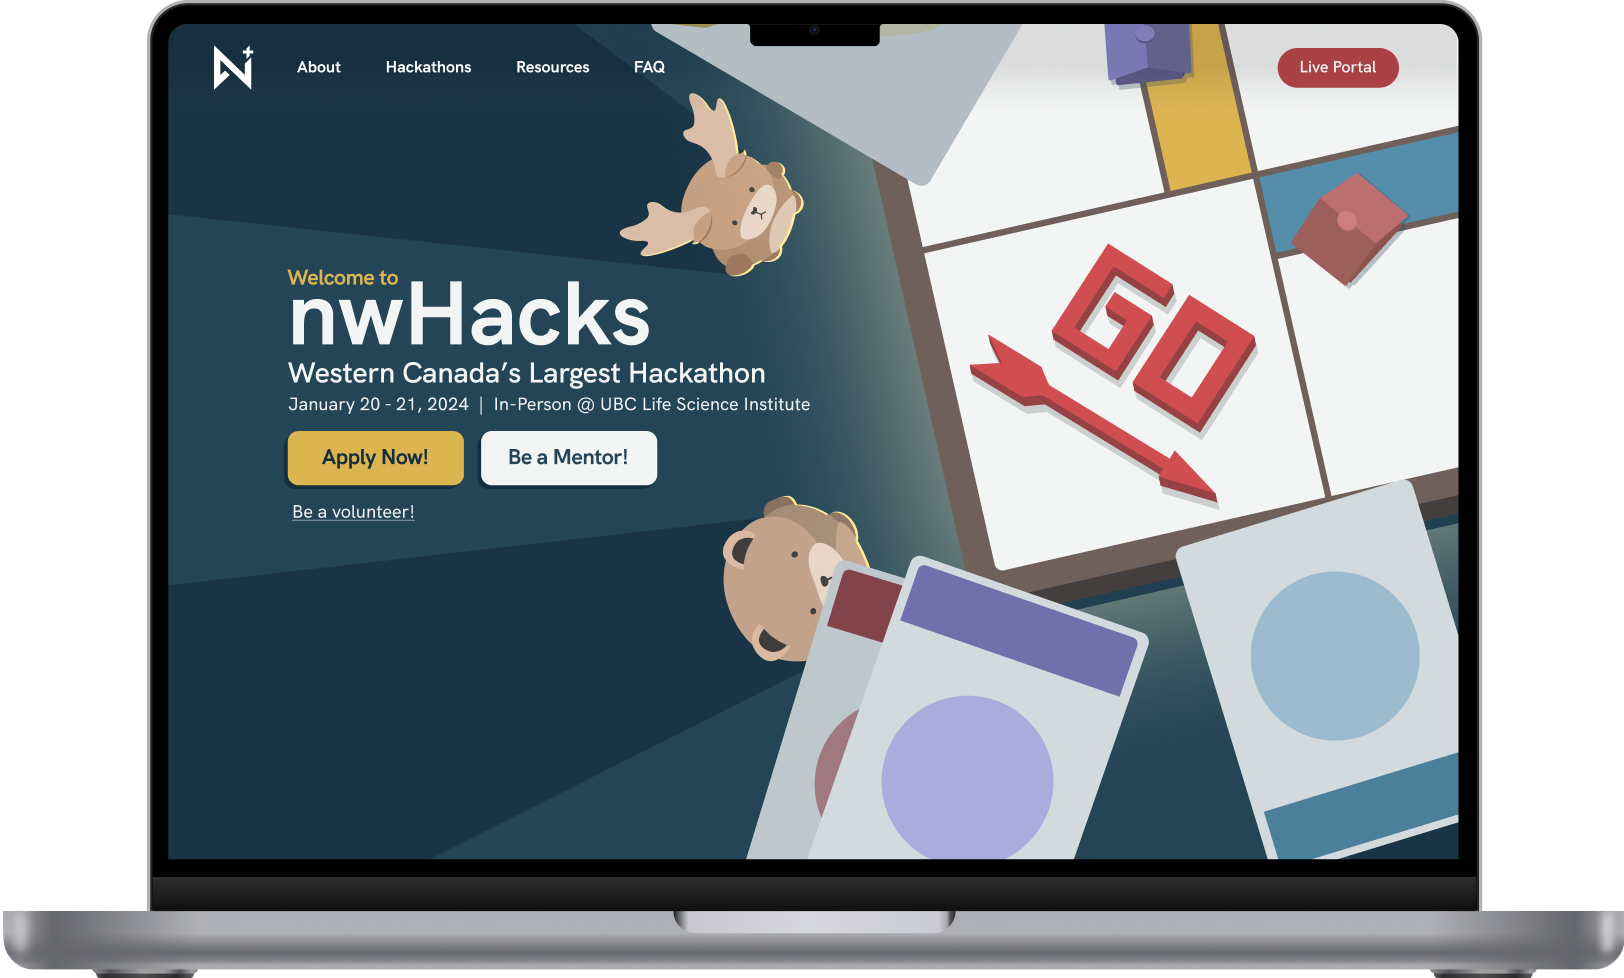 About Hackathons Resources FAQ Live Portal
Welcome to
nwHacks
Western Canada’s Largest Hackathon
January 20 - 21, 2024 | In-Person @ UBC Life Science Institute
Apply Now! Be a Mentor!
Be a volunteer!
GO